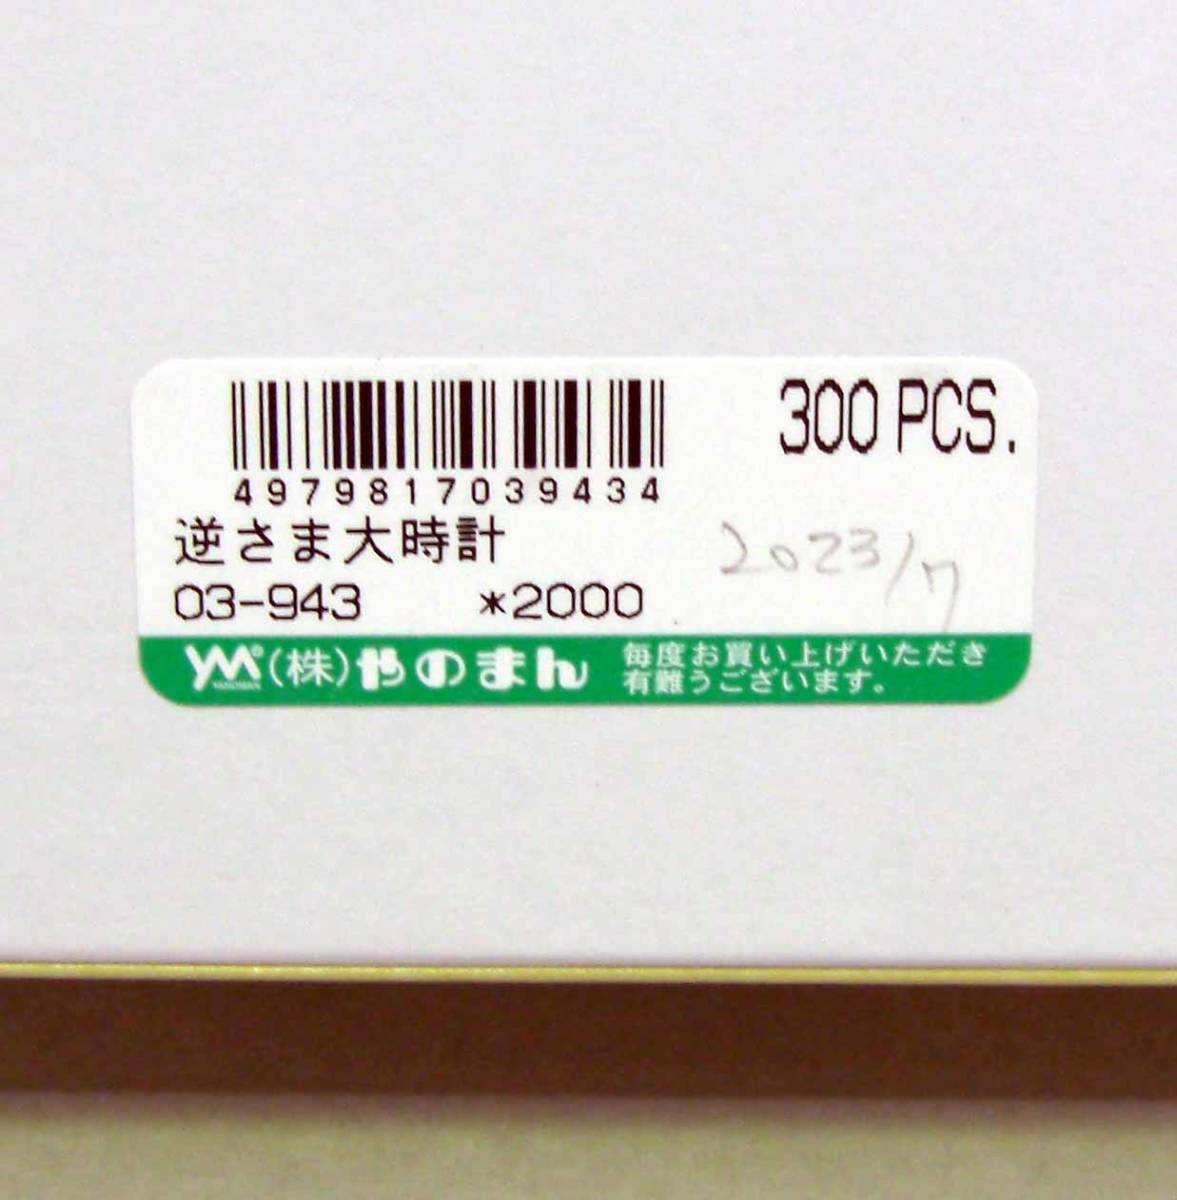 300 PCS.
4979817039434
逆さま大時計
2023/7
03-943 *2000
YM (株)やのまん
YANOMAN
毎度お買い上げいただき
有難うございます。